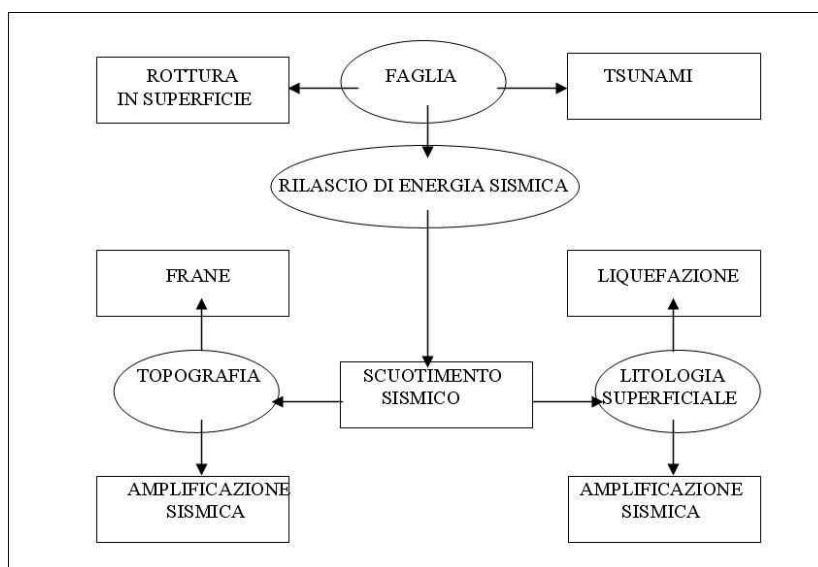 ROTTURA
IN SUPERFICIE
FAGLIA
TSUNAMI
RILASCIO DI ENERGIA SISMICA
FRANE
LIQUEFAZIONE
TOPOGRAFIA
SCUOTIMENTO
SISMICO
LITOLOGIA
SUPERFICIALE
AMPLIFICAZIONE
SISMICA
AMPLIFICAZIONE
SISMICA